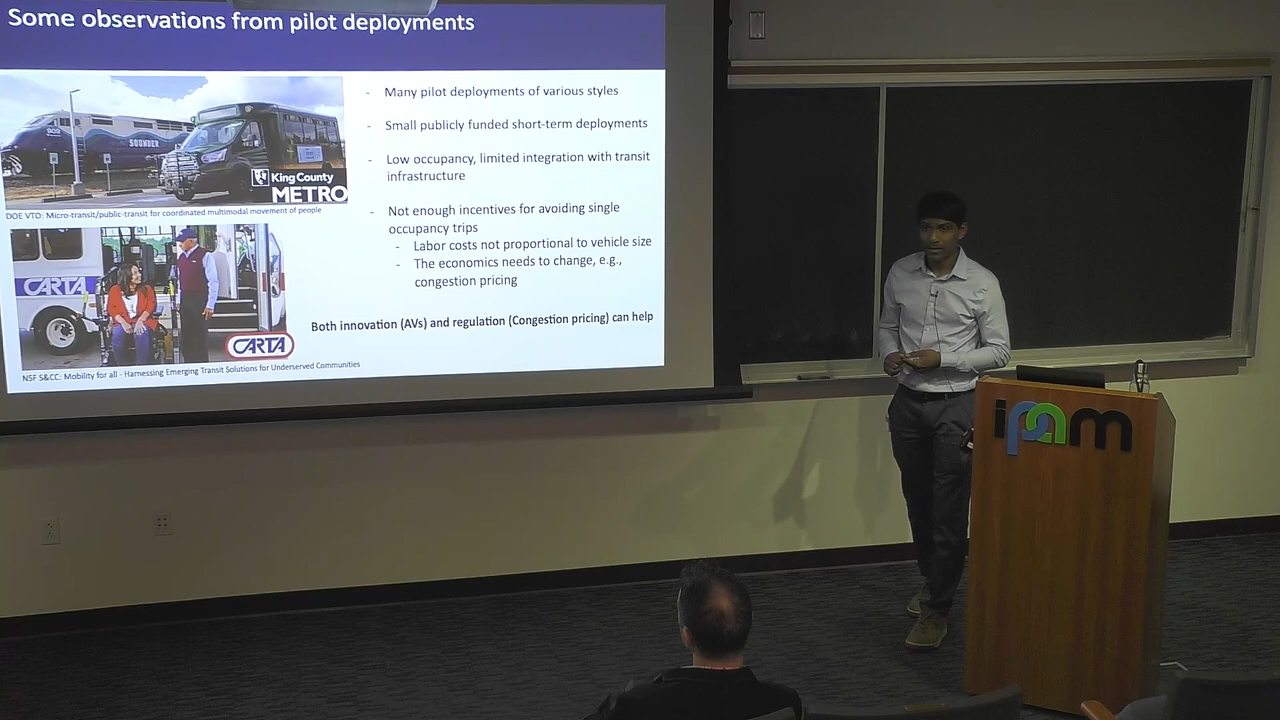 Some observations from pilot deployments
909
SOUNDER
King County
METRO
DOE VTO: Micro-transit/public-transit for coordinated multimodal movement of people
CARTA
CARTA
NSF S&CC: Mobility for all - Harnessing Emerging Transit Solutions for Underserved Communities
- Many pilot deployments of various styles
- Small publicly funded short-term deployments
- Low occupancy, limited integration with transit
infrastructure
- Not enough incentives for avoiding single
occupancy trips
- Labor costs not proportional to vehicle size
- The economics needs to change, e.g.,
congestion pricing
Both innovation (AVs) and regulation (Congestion pricing) can help
ipam